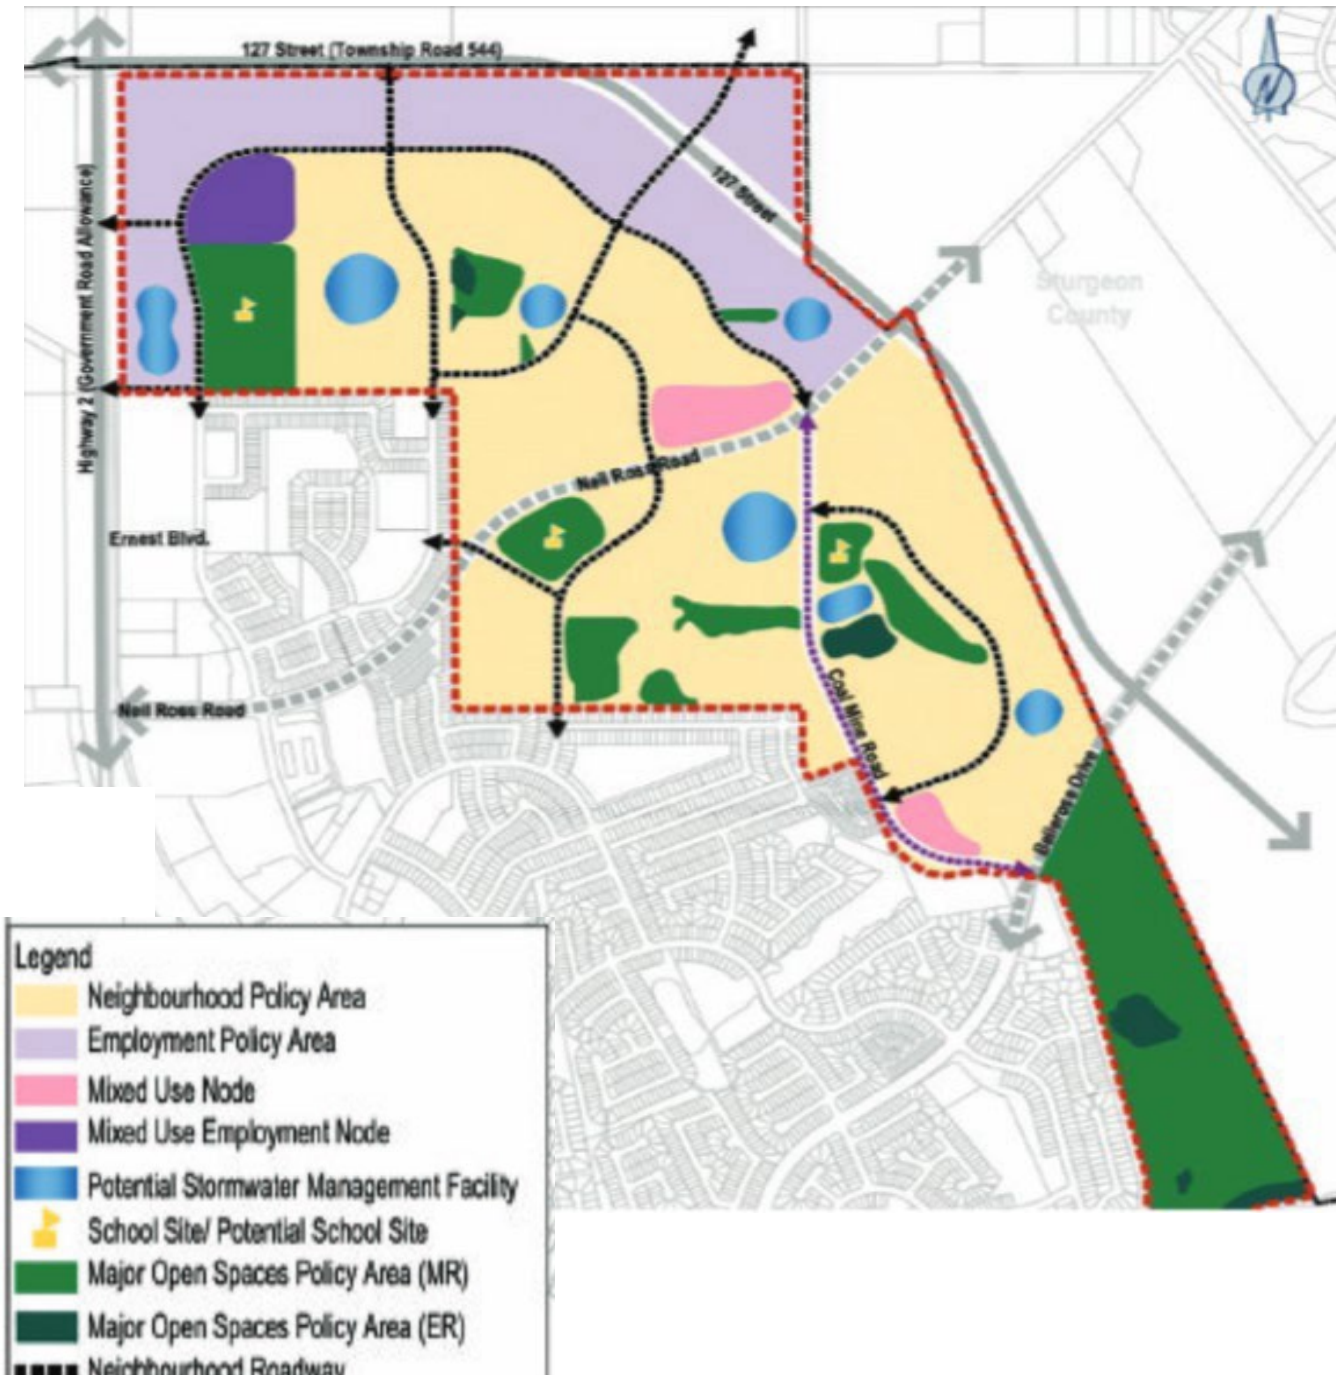 127 Street (Township Road 544)
N
Highway 2 (Government Road Allowance)
127 Street
Sturgeon
County
Neil Ross Road
Ernest Blvd.
Neil Ross Road
Coal Mine Road
Bellerose Drive
Legend
Neighbourhood Policy Area
Employment Policy Area
Mixed Use Node
Mixed Use Employment Node
Potential Stormwater Management Facility
School Site/ Potential School Site
Major Open Spaces Policy Area (MR)
Major Open Spaces Policy Area (ER)
Neighbourhood Roadway